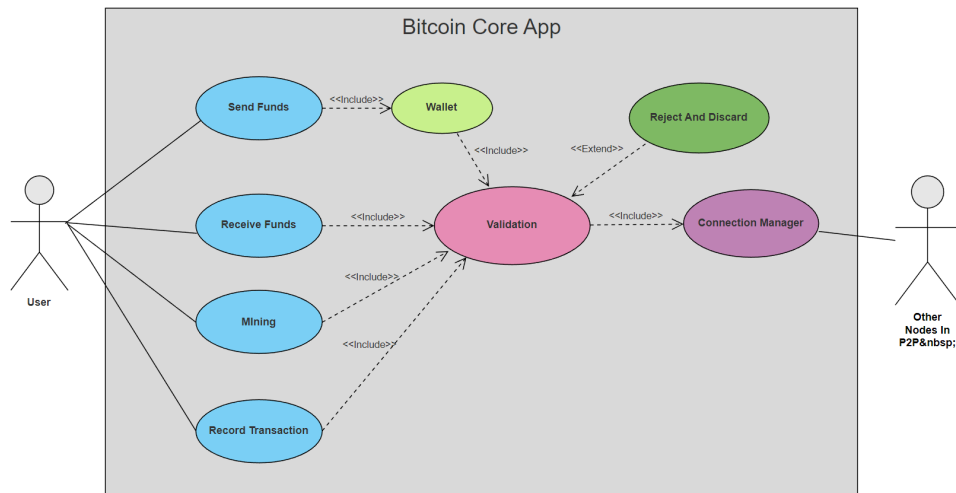 Bitcoin Core App
Send Funds
<<Include>>
Wallet
Reject And Discard
<<Include>>
<<Extend>>
Receive Funds
<<Include>>
Validation
<<Include>>
Connection Manager
<<Include>>
User
MIning
Other
Nodes In
P2P&nbsp;
<<Include>>
Record Transaction